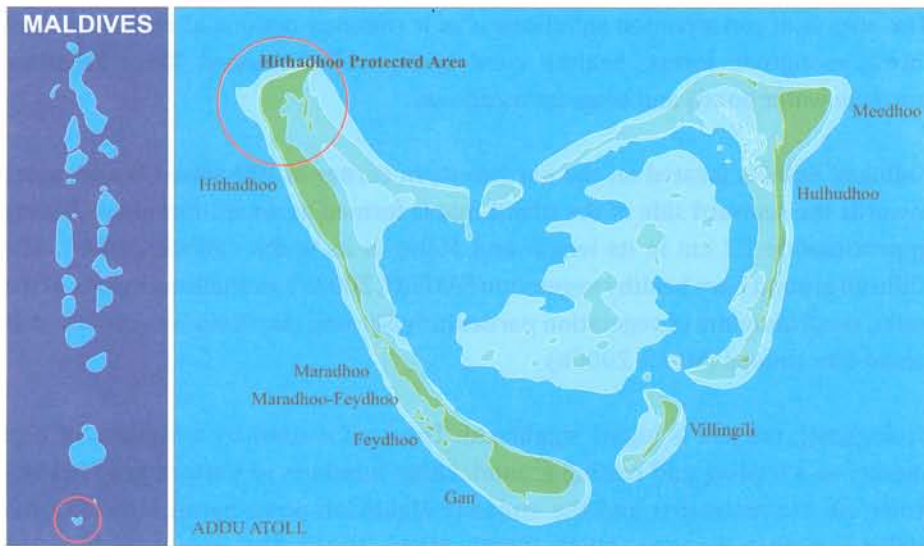 MALDIVES
Hithadhoo Protected Area
Meedhoo
Hithadhoo
Hulhudhoo
Maradhoo
Maradhoo-Feydhoo
Villingili
Feydhoo
Gan
ADDU ATOLL